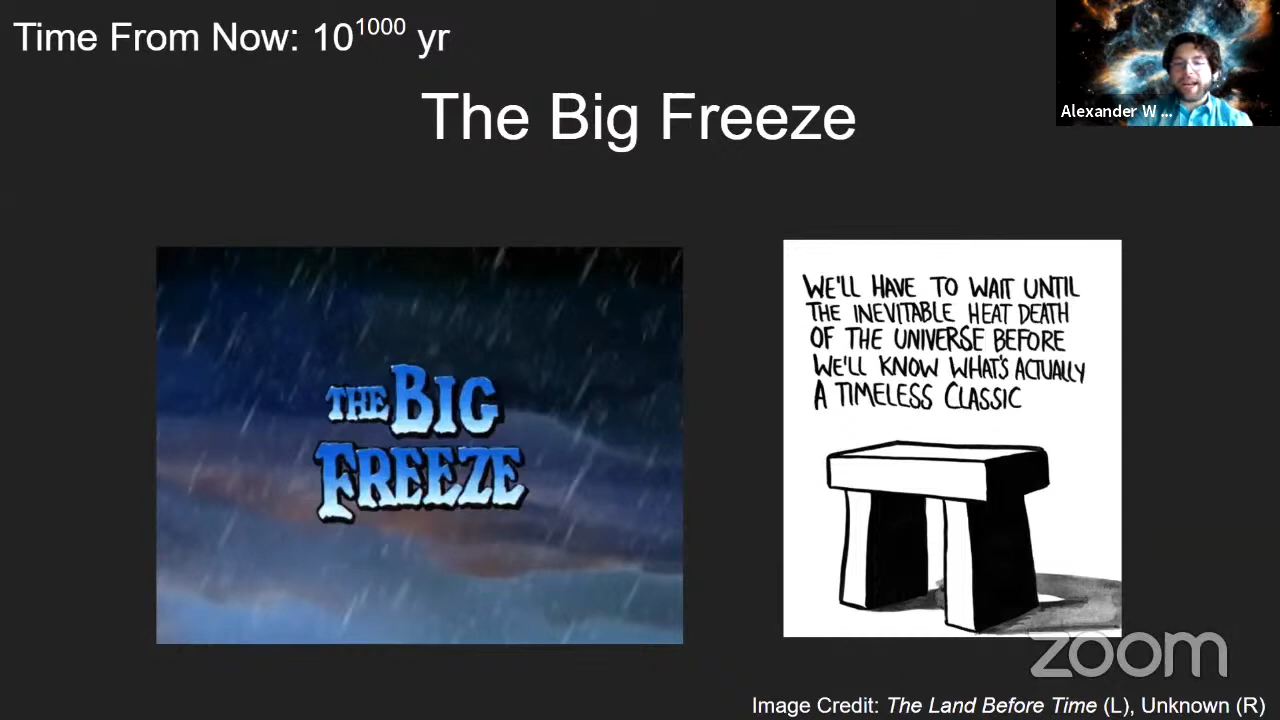 Time From Now: 10^1000 yr
Alexander W ...
The Big Freeze
THE BIG
FREEZE
WE'LL HAVE TO WAIT UNTIL
THE INEVITABLE HEAT DEATH
OF THE UNIVERSE BEFORE
WE'LL KNOW WHAT'S ACTUALLY
A TIMELESS CLASSIC
zoom
Image Credit: The Land Before Time (L), Unknown (R)